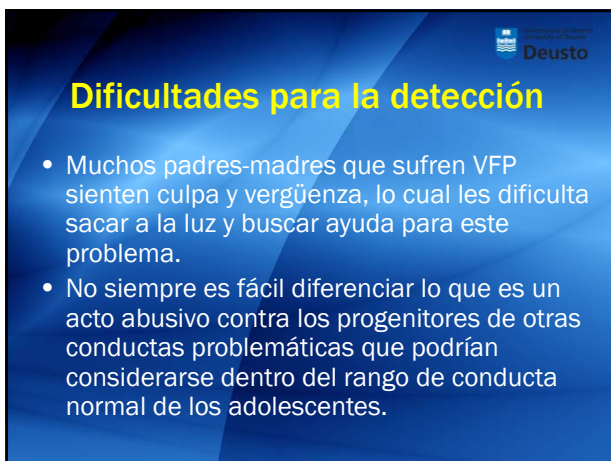 Deusto
Dificultades para la detección
• Muchos padres-madres que sufren VFP
sienten culpa y vergüenza, lo cual les dificulta
sacar a la luz y buscar ayuda para este
problema.
• No siempre es fácil diferenciar lo que es un
acto abusivo contra los progenitores de otras
conductas problemáticas que podrían
considerarse dentro del rango de conducta
normal de los adolescentes.